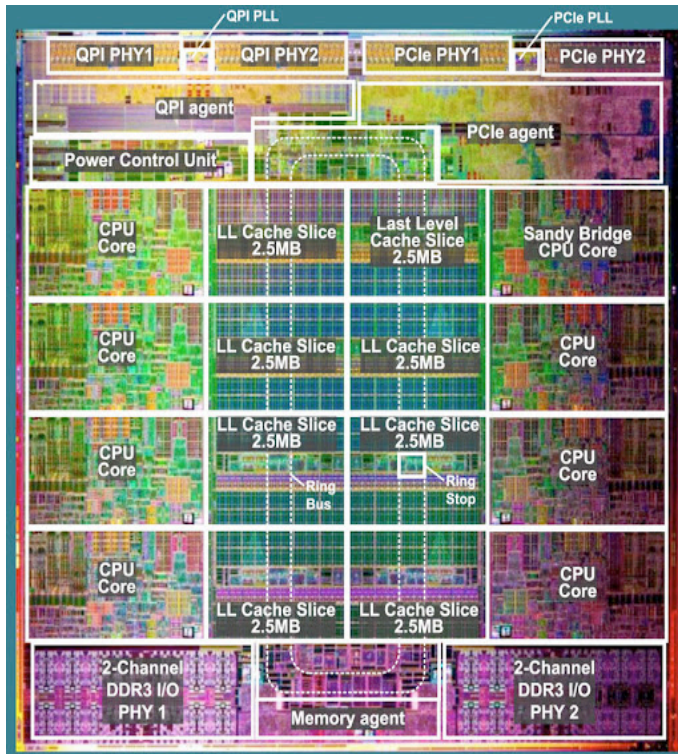 QPI PLL
PCIe PLL
QPI PHY1
QPI PHY2
PCIe PHY1
PCIe PHY2
QPI agent
PCIe agent
Power Control Unit
CPU
Core
LL Cache Slice
2.5MB
Last Level
Cache Slice
2.5MB
Sandy Bridge
CPU Core
CPU
Core
LL Cache Slice
2.5MB
LL Cache Slice
2.5MB
CPU
Core
CPU
Core
LL Cache Slice
2.5MB
LL Cache Slice
2.5MB
CPU
Core
Ring
Bus
Ring
Stop
CPU
Core
LL Cache Slice
2.5MB
LL Cache Slice
2.5MB
CPU
Core
2-Channel
DDR3 I/O
PHY 1
Memory agent
2-Channel
DDR3 I/O
PHY 2